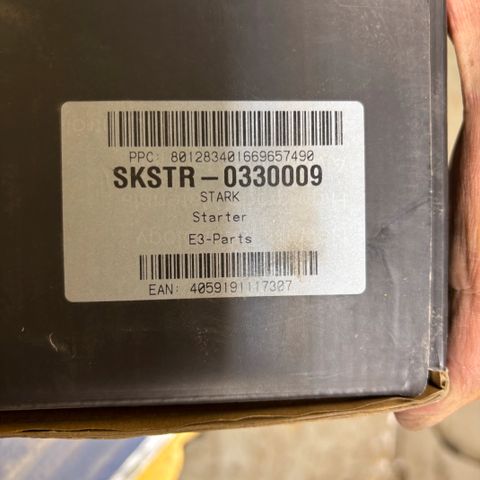 PPC: 801283401669657490
SKSTR-0330009
STARK
Starter
E3-Parts
EAN: 4059191117307